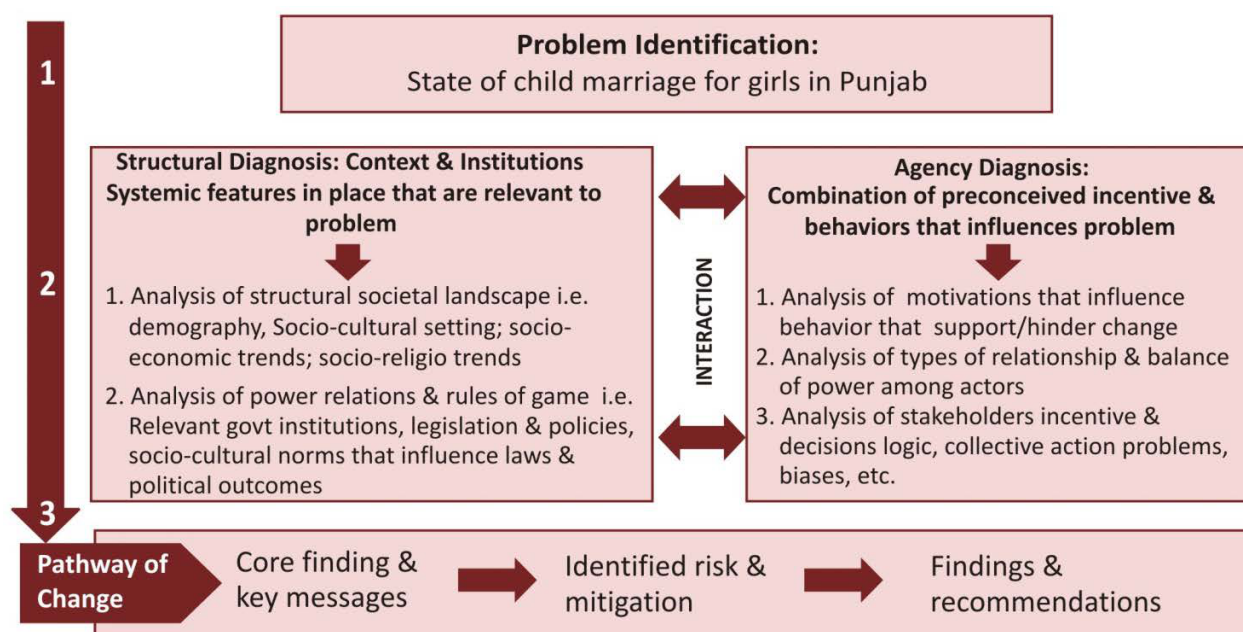 1
Problem Identification:
State of child marriage for girls in Punjab
2
Structural Diagnosis: Context & Institutions
Systemic features in place that are relevant to
problem
1. Analysis of structural societal landscape i.e.
demography, Socio-cultural setting; socio-
economic trends; socio-religio trends
2. Analysis of power relations & rules of game i.e.
Relevant govt institutions, legislation & policies,
socio-cultural norms that influence laws &
political outcomes
INTERACTION
Agency Diagnosis:
Combination of preconceived incentive &
behaviors that influences problem
1. Analysis of motivations that influence
behavior that support/hinder change
2. Analysis of types of relationship & balance
of power among actors
3. Analysis of stakeholders incentive &
decisions logic, collective action problems,
biases, etc.
3
Pathway of
Change
Core finding &
key messages
Identified risk &
mitigation
Findings &
recommendations